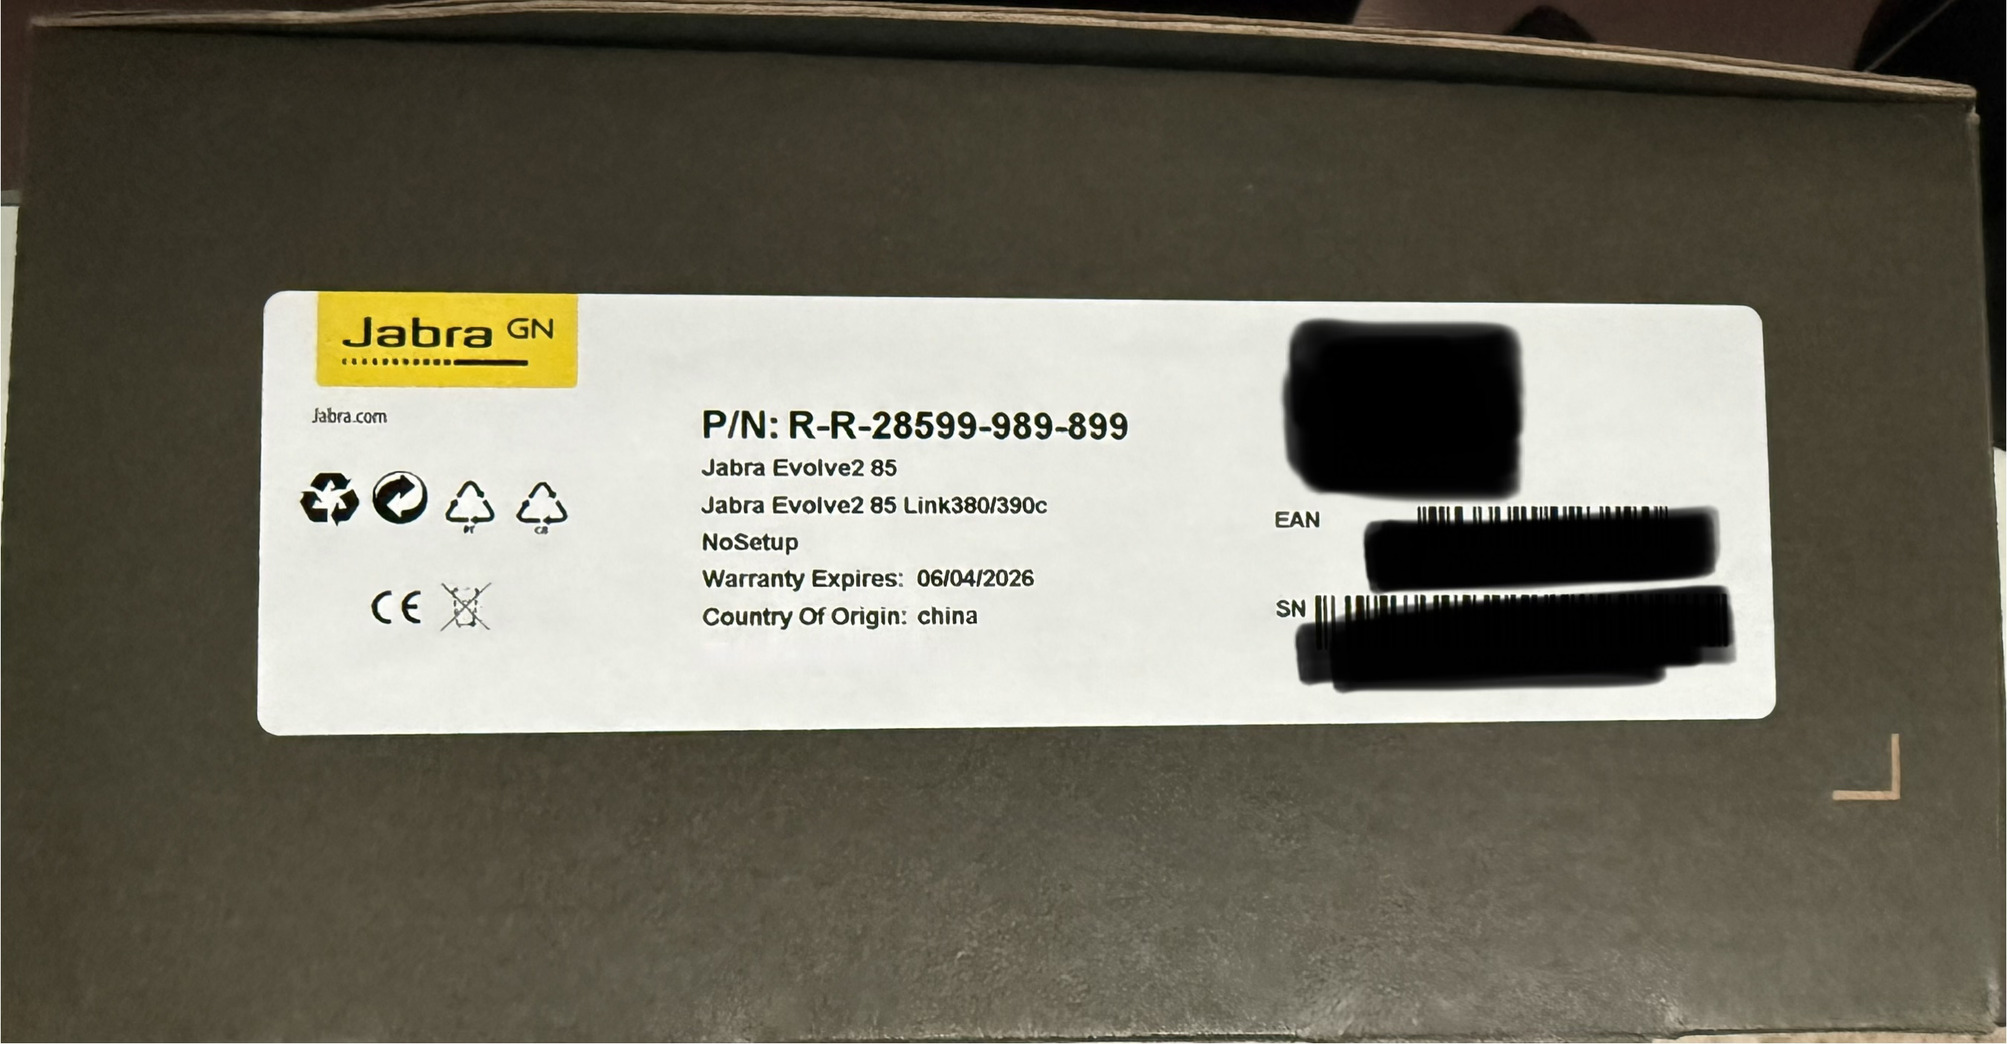 Jabra GN
Jabra.com
P/N: R-R-28599-989-899
Jabra Evolve2 85
Jabra Evolve2 85 Link380/390c
NoSetup
Warranty Expires: 06/04/2026
Country Of Origin: china
CE
EAN
SN